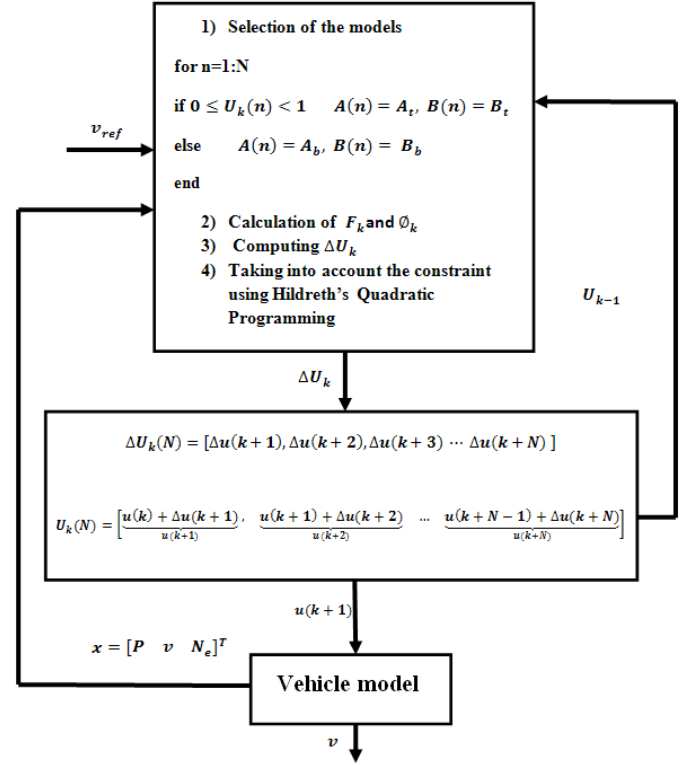 1) Selection of the models
for n=1:N
if 0 ≤ U_k(n) < 1 A(n) = A_t, B(n) = B_t
v_ref
else A(n) = A_b, B(n) = B_b
end
2) Calculation of F_k and ∅_k
3) Computing ΔU_k
4) Taking into account the constraint
using Hildreth's Quadratic
Programming
U_{k−1}
ΔU_k
ΔU_k(N) = [Δu(k + 1), Δu(k + 2), Δu(k + 3) ⋯ Δu(k + N) ]
U_k(N) = [u(k) + Δu(k + 1), u(k + 1) + Δu(k + 2) … u(k + N − 1) + Δu(k + N)]
u(k+1) u(k+2) u(k+N)
u(k + 1)
x = [P v N_e]^T
Vehicle model
v